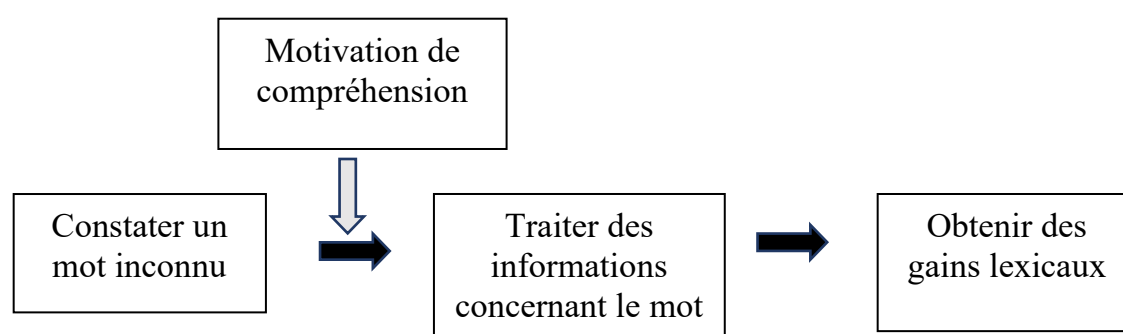 Motivation de
compréhension
Constater un
mot inconnu
Traiter des
informations
concernant le mot
Obtenir des
gains lexicaux